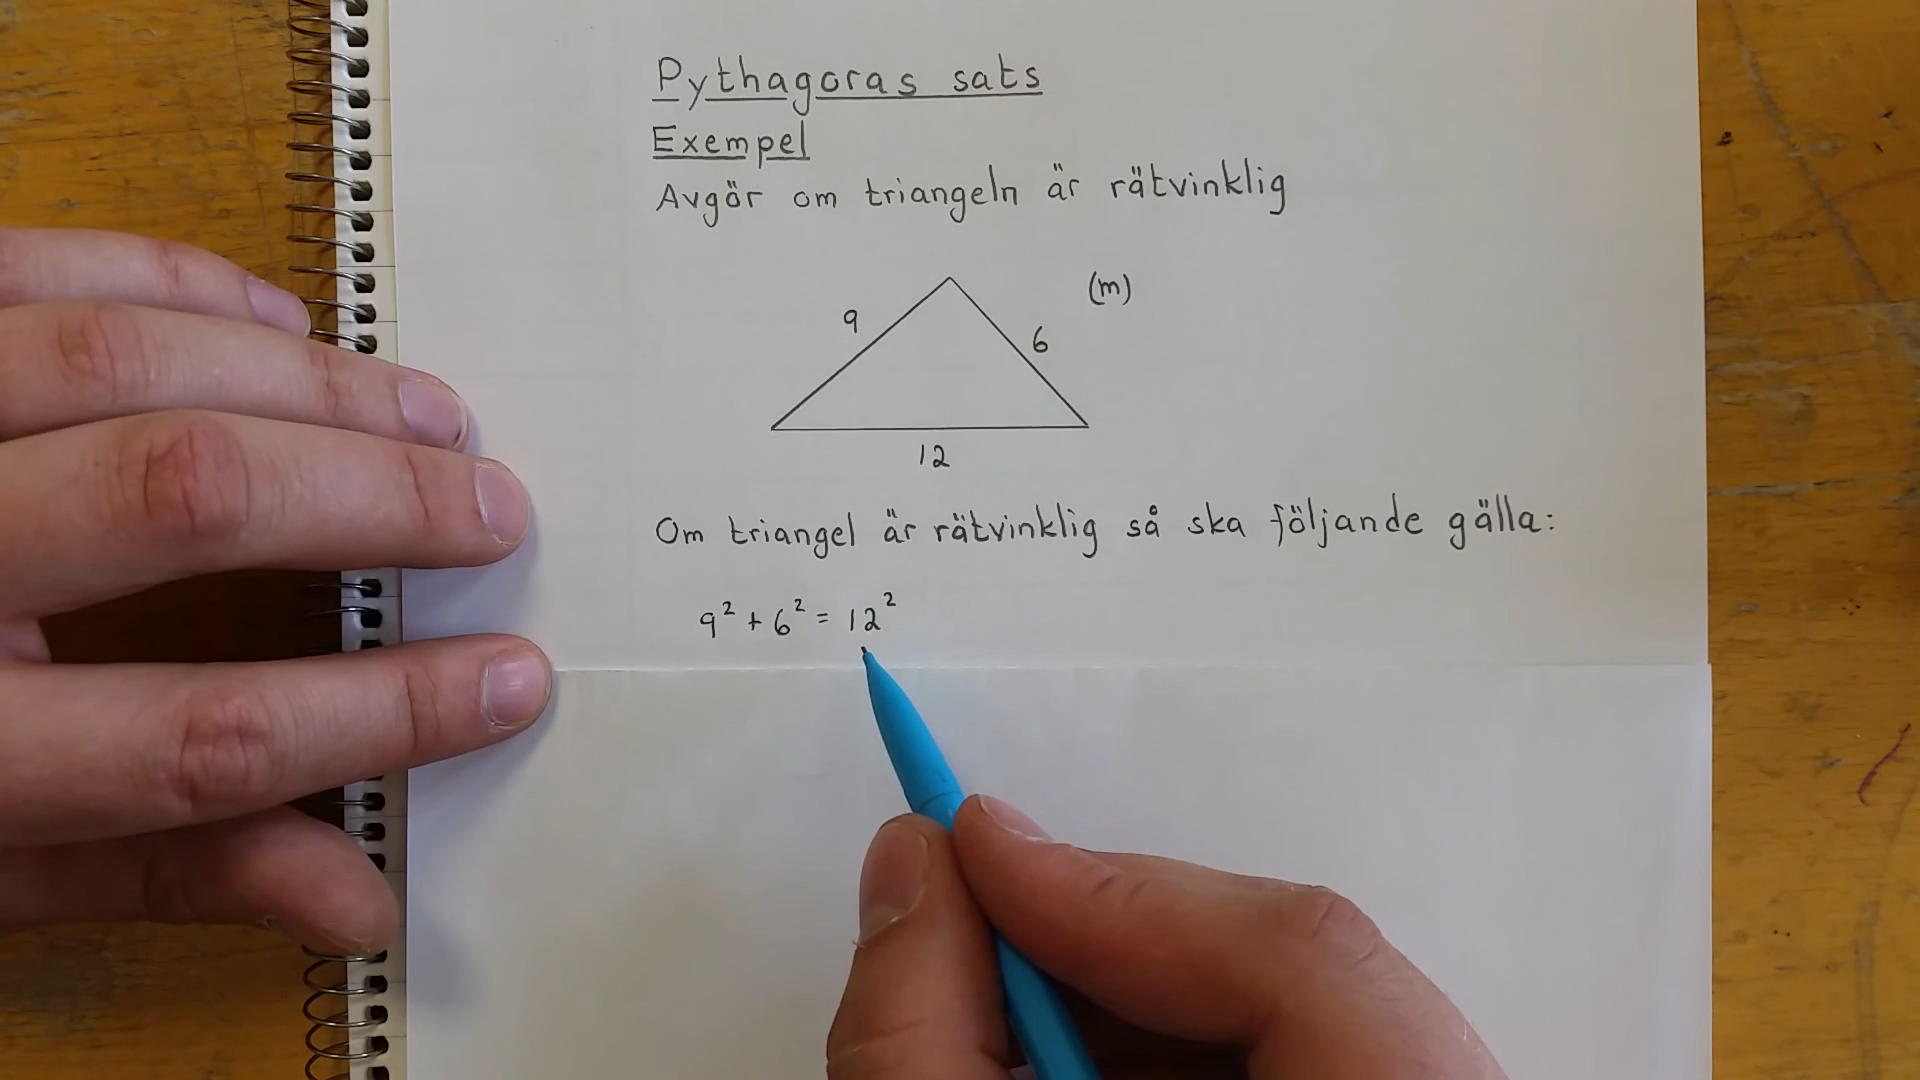 Pythagoras sats
Exempel
Avgör om triangeln är rätvinklig
(m)
9
6
12
Om triangel är rätvinklig så ska följande gälla:
9² + 6² = 12²